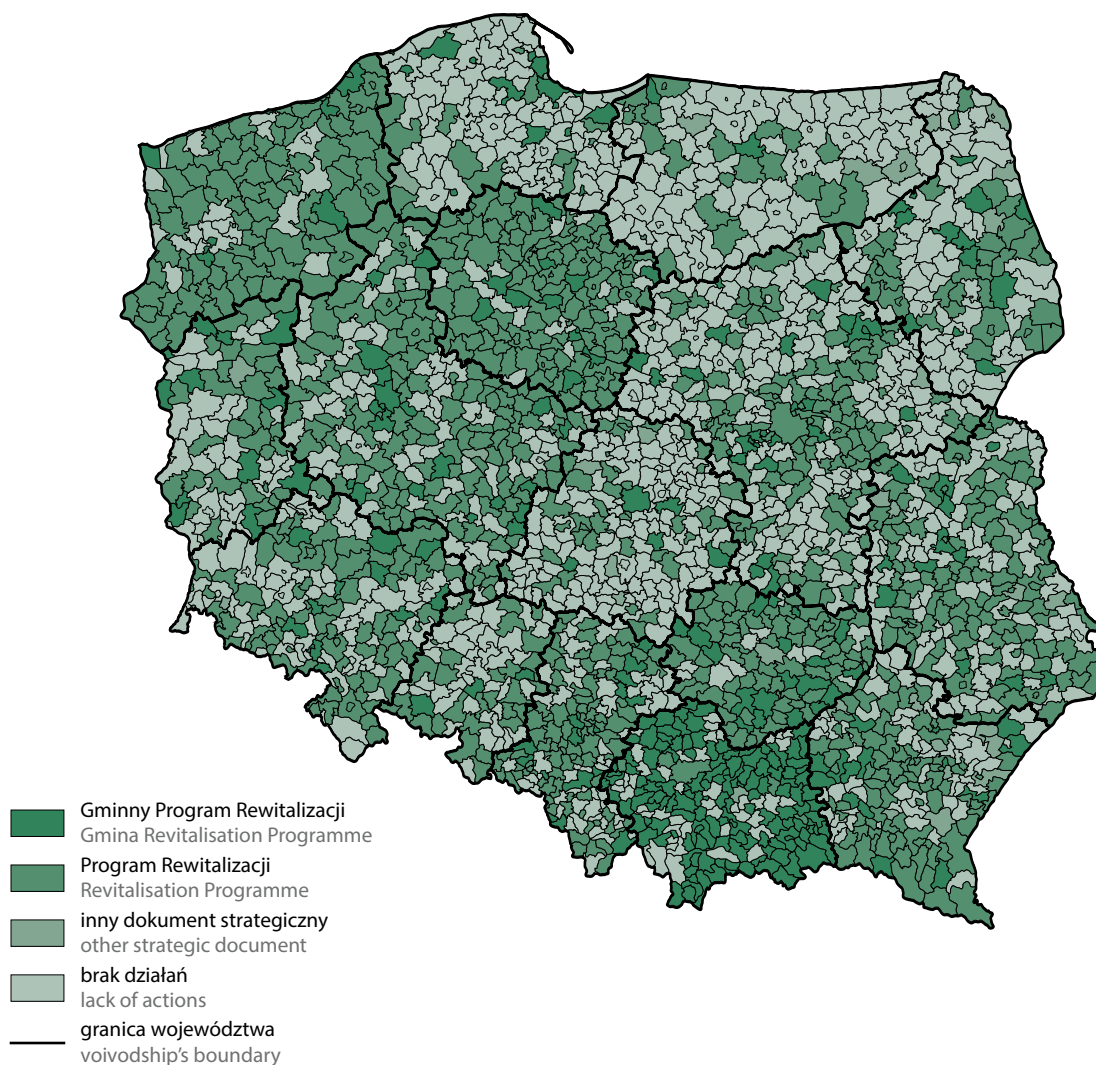 Gminny Program Rewitalizacji
Gmina Revitalisation Programme
Program Rewitalizacji
Revitalisation Programme
inny dokument strategiczny
other strategic document
brak działań
lack of actions
granica województwa
voivodship's boundary